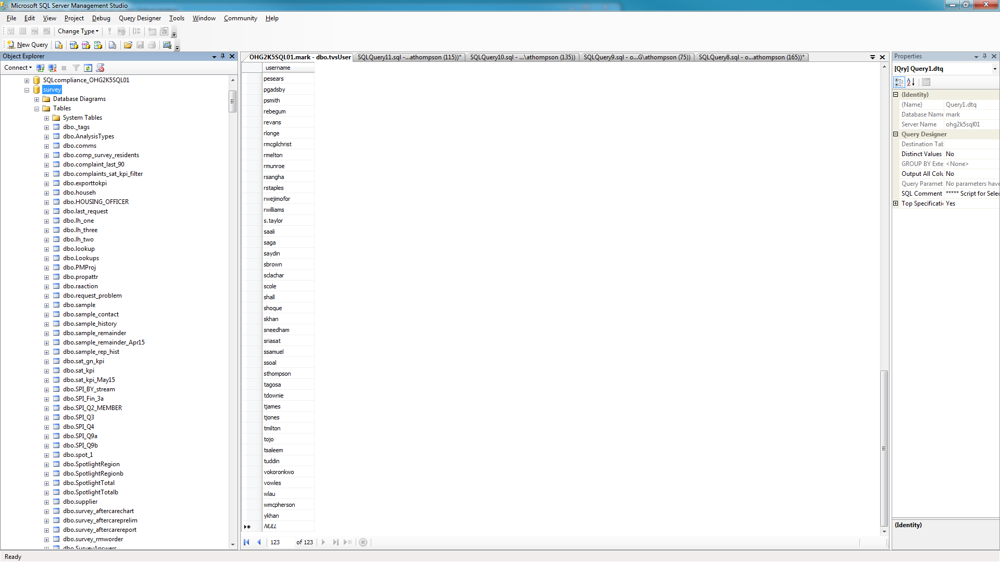 Microsoft SQL Server Management Studio
File Edit View Project Debug Query Designer Tools Window Community Help
Change Type
New Query
Object Explorer
Connect
SQLcompliance_OHG2K5SQL01
survey
Database Diagrams
Tables
System Tables
dbo._tags
dbo.AnalysisTypes
dbo.comms
dbo.comp_survey_residents
dbo.complaint_last_90
dbo.complaints_sat_kpi_filter
dbo.exporttokpi
dbo.househ
dbo.HOUSING_OFFICER
dbo.last_request
dbo.lh_one
dbo.lh_three
dbo.lh_two
dbo.lookup
dbo.Lookups
dbo.PMProj
dbo.propattr
dbo.raaction
dbo.request_problem
dbo.sample
dbo.sample_contact
dbo.sample_history
dbo.sample_remainder
dbo.sample_remainder_Apr15
dbo.sample_rep_hist
dbo.sat_gn_kpi
dbo.sat_kpi
dbo.sat_kpi_May15
dbo.SPI_BY_stream
dbo.SPI_Fin_3a
dbo.SPI_Q2_MEMBER
dbo.SPI_Q3
dbo.SPI_Q4
dbo.SPI_Q9a
dbo.SPI_Q9b
dbo.spot_1
dbo.SpotlightRegion
dbo.SpotlightRegionb
dbo.SpotlightTotal
dbo.SpotlightTotalb
dbo.supplier
dbo.survey_aftercarechart
dbo.survey_aftercareprelim
dbo.survey_aftercarereport
dbo.survey_rmworder
dbo.SurveyAnswers
OHG2K5SQL01.mark - dbo.tvsUser SQLQuery11.sql -...athompson (115))* SQLQuery10.sql - ...\athompson (135)) SQLQuery9.sql - o...G\athompson (75)) SQLQuery8.sql - o...athompson (165))*
username
pesears
pgadsby
psmith
rebegum
revans
rlonge
rmcgilchrist
rmelton
rmunroe
rsangha
rstaples
rwejimofor
rwilliams
s.taylor
saali
saga
saydin
sbrown
sclachar
scole
shall
shoque
skhan
sneedham
sriasat
ssamuel
ssoal
sthompson
tagosa
tdownie
tjames
tjones
tmilton
tojo
tsaleem
tuddin
vokoronkwo
vowles
wlau
wmcpherson
ykhan
NULL
123 of 123
Properties
[Qry] Query1.dtq
(Identity)
(Name) Query1.dtq
Database Name mark
Server Name ohg2k5sql01
Query Designer
Destination Tab
Distinct Values No
GROUP BY Exte <None>
Output All Colu No
Query Paramet No parameters have
SQL Comment ***** Script for Selec
Top Specificatio Yes
(Identity)
Ready